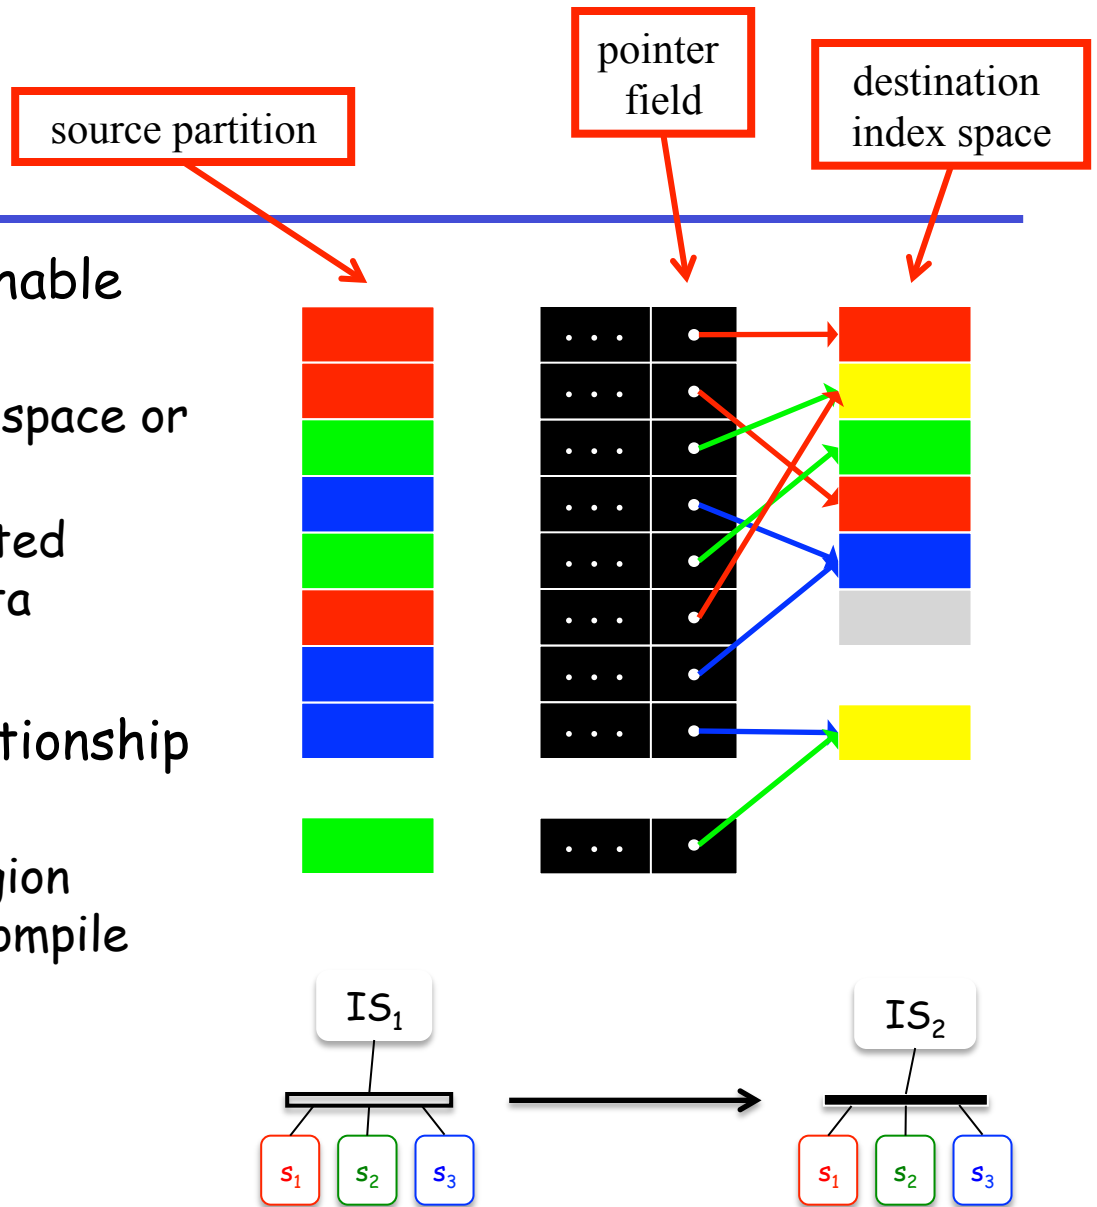 pointer
field
destination
index space
source partition
nable
space or
ted
ta
tionship
gion
ompile
. . .
. . .
. . .
. . .
. . .
. . .
. . .
. . .
. . .
IS₁
IS₂
s₁ s₂ s₃
s₁ s₂ s₃